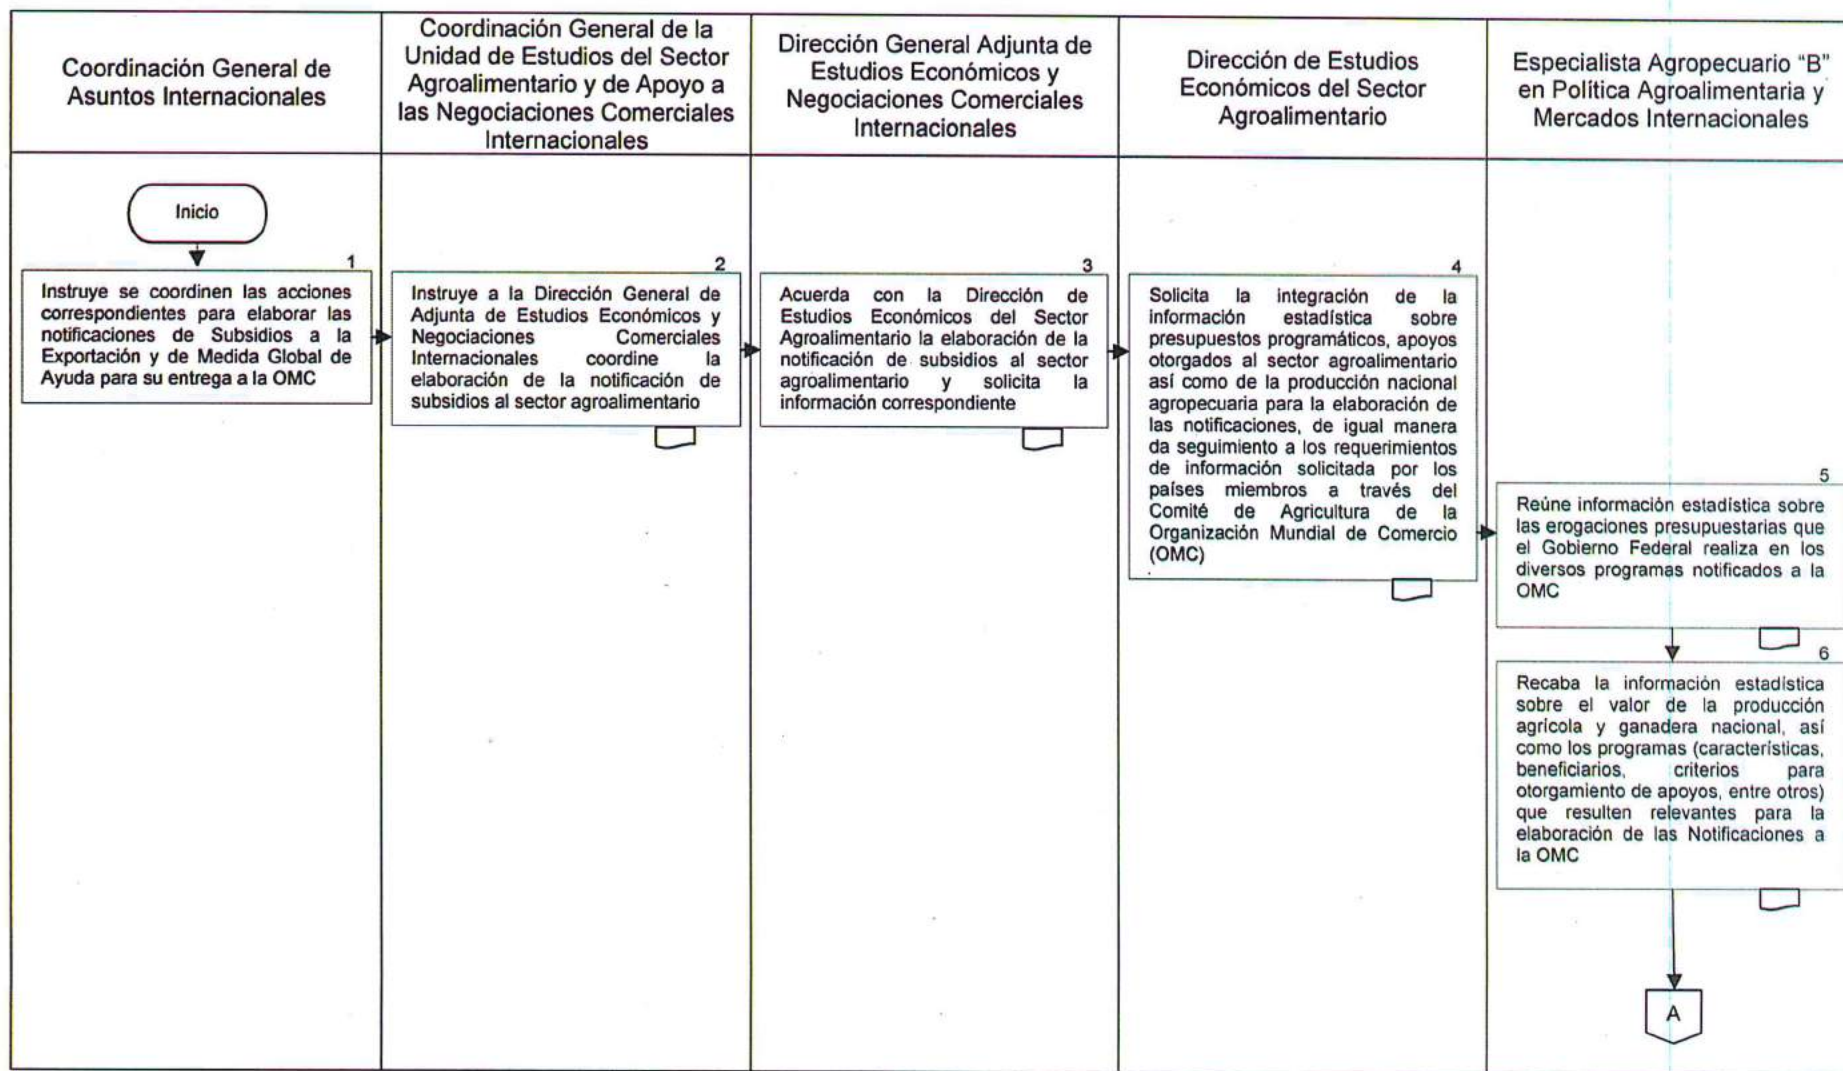 Coordinación General de
Asuntos Internacionales
Coordinación General de la
Unidad de Estudios del Sector
Agroalimentario y de Apoyo a
las Negociaciones Comerciales
Internacionales
Dirección General Adjunta de
Estudios Económicos y
Negociaciones Comerciales
Internacionales
Dirección de Estudios
Económicos del Sector
Agroalimentario
Especialista Agropecuario “B”
en Política Agroalimentaria y
Mercados Internacionales
Inicio
1
Instruye se coordinen las acciones
correspondientes para elaborar las
notificaciones de Subsidios a la
Exportación y de Medida Global de
Ayuda para su entrega a la OMC
2
Instruye a la Dirección General de
Adjunta de Estudios Económicos y
Negociaciones Comerciales
Internacionales coordine la
elaboración de la notificación de
subsidios al sector agroalimentario
3
Acuerda con la Dirección de
Estudios Económicos del Sector
Agroalimentario la elaboración de la
notificación de subsidios al sector
agroalimentario y solicita la
información correspondiente
4
Solicita la integración de la
información estadística sobre
presupuestos programáticos, apoyos
otorgados al sector agroalimentario
así como de la producción nacional
agropecuaria para la elaboración de
las notificaciones, de igual manera
da seguimiento a los requerimientos
de información solicitada por los
países miembros a través del
Comité de Agricultura de la
Organización Mundial de Comercio
(OMC)
5
Reúne información estadística sobre
las erogaciones presupuestarias que
el Gobierno Federal realiza en los
diversos programas notificados a la
OMC
6
Recaba la información estadística
sobre el valor de la producción
agrícola y ganadera nacional, así
como los programas (características,
beneficiarios, criterios para
otorgamiento de apoyos, entre otros)
que resulten relevantes para la
elaboración de las Notificaciones a
la OMC
A